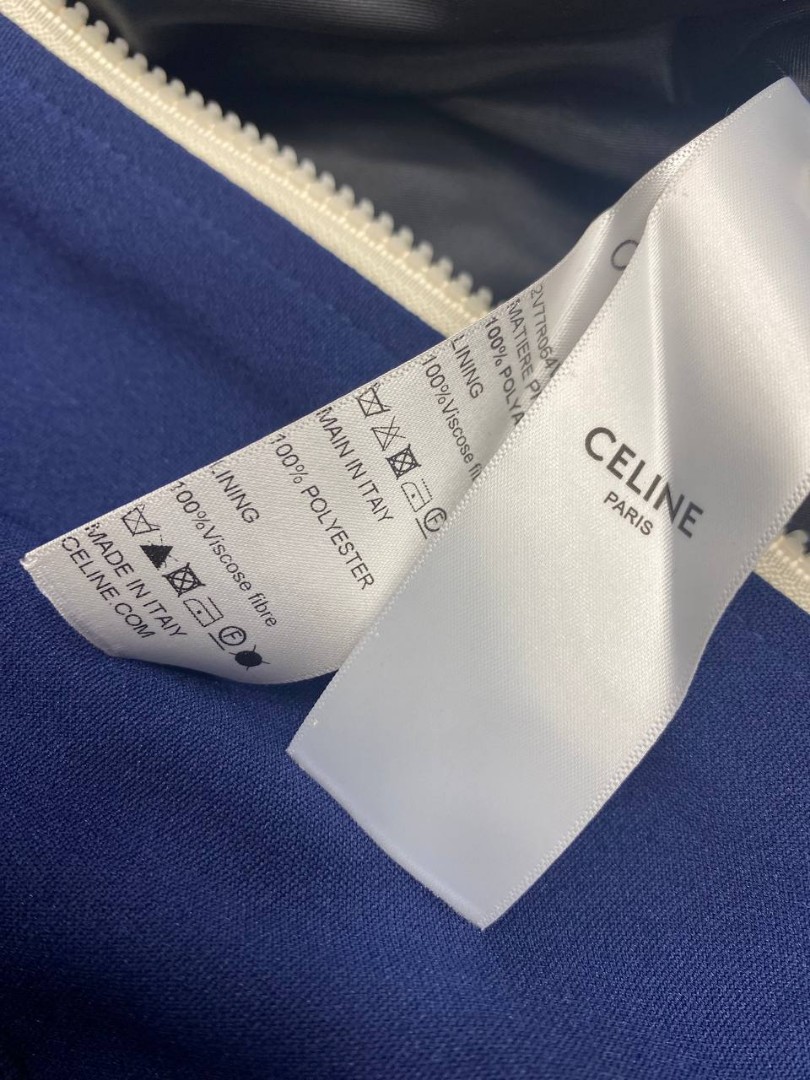 2V77R064
MATIERE P
100% POLYA
LINING
100%Viscose fib
F
MAIN IN ITAIY
100% POLYESTER
LINING
100%Viscose fibre
F
MADE IN ITAIY
CELINE.COM
C
CELINE
PARIS